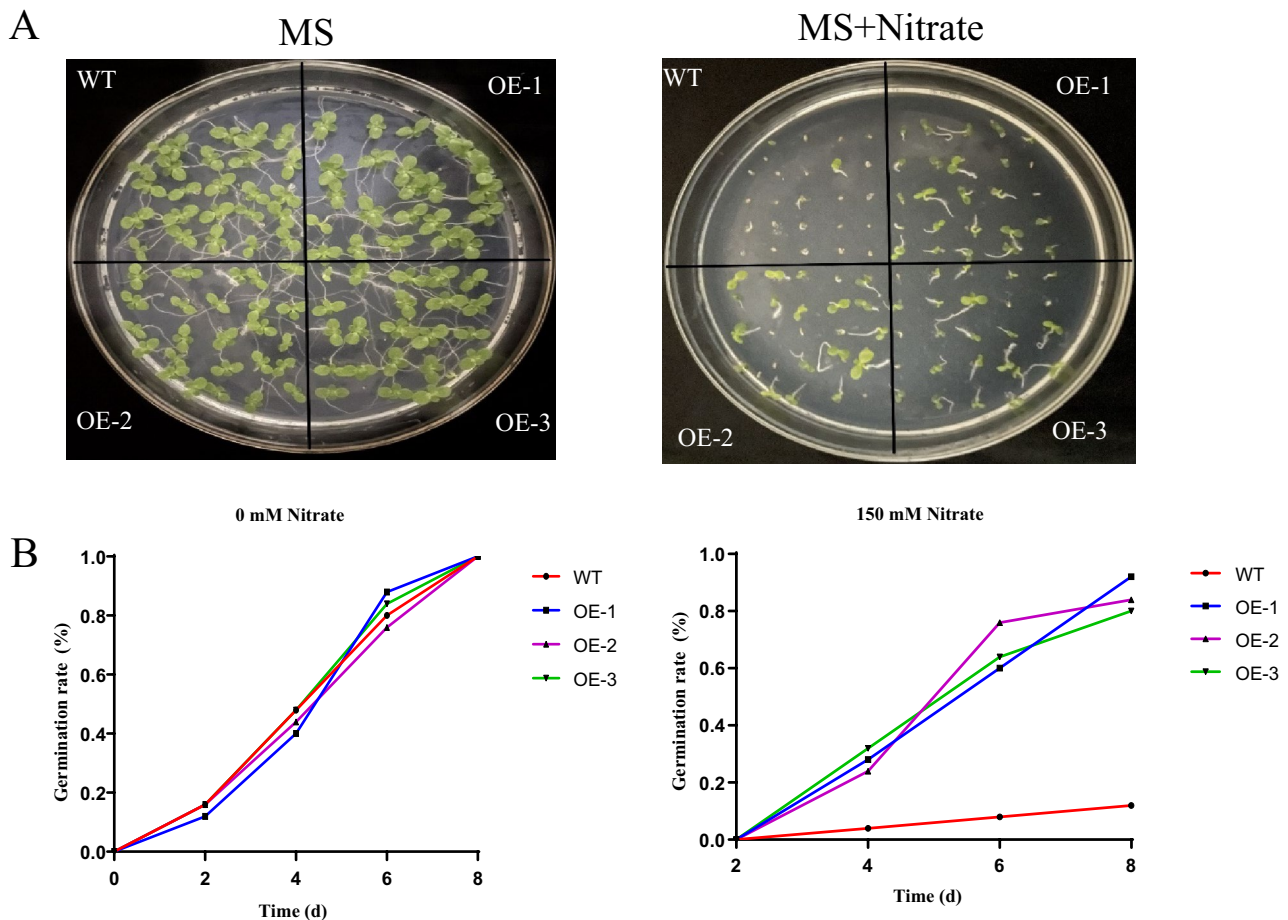 A
MS
MS+Nitrate
WT
OE-1
OE-2
OE-3
WT
OE-1
OE-2
OE-3
B
0 mM Nitrate
Germination rate (%)
1.0
0.8
0.6
0.4
0.2
0.0
0
2
4
6
8
Time (d)
WT
OE-1
OE-2
OE-3
150 mM Nitrate
Germination rate (%)
1.0
0.8
0.6
0.4
0.2
0.0
2
4
6
8
Time (d)
WT
OE-1
OE-2
OE-3